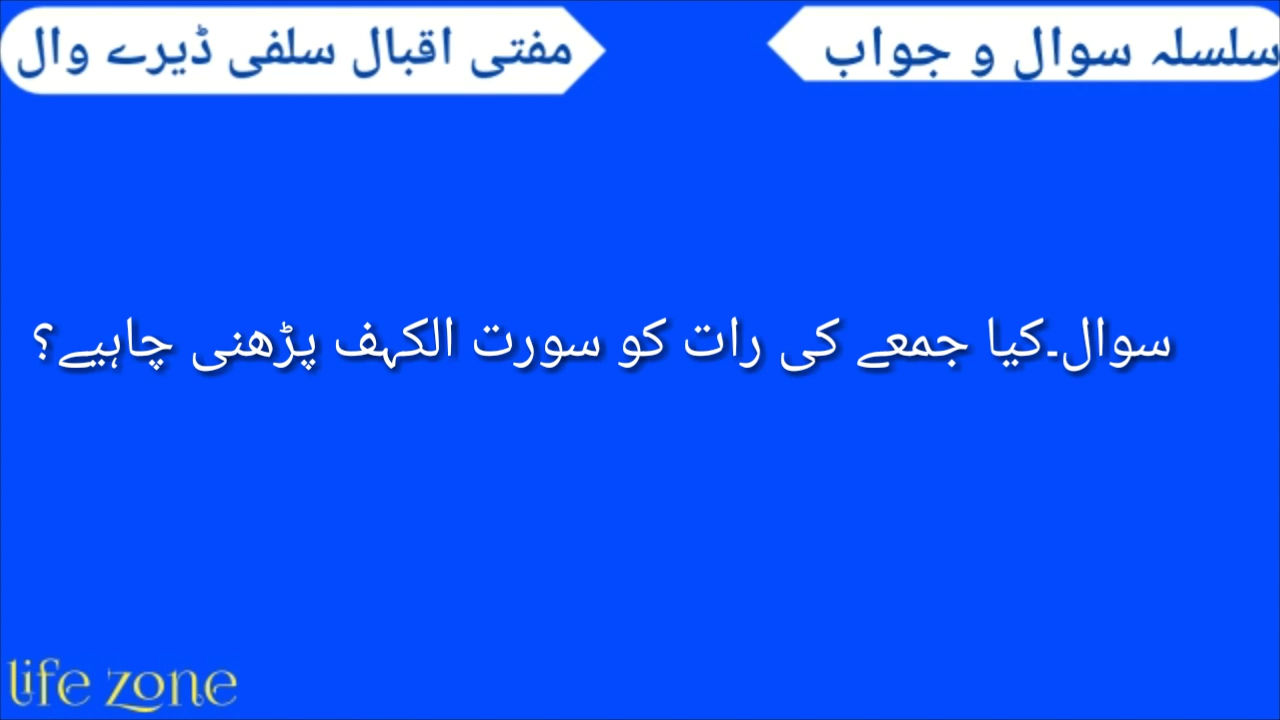 سلسلہ سوال و جواب
مفتی اقبال سلفی ڈیرے وال
سوال۔کیا جمعے کی رات کو سورت الکہف پڑھنی چاہیے؟
life zone